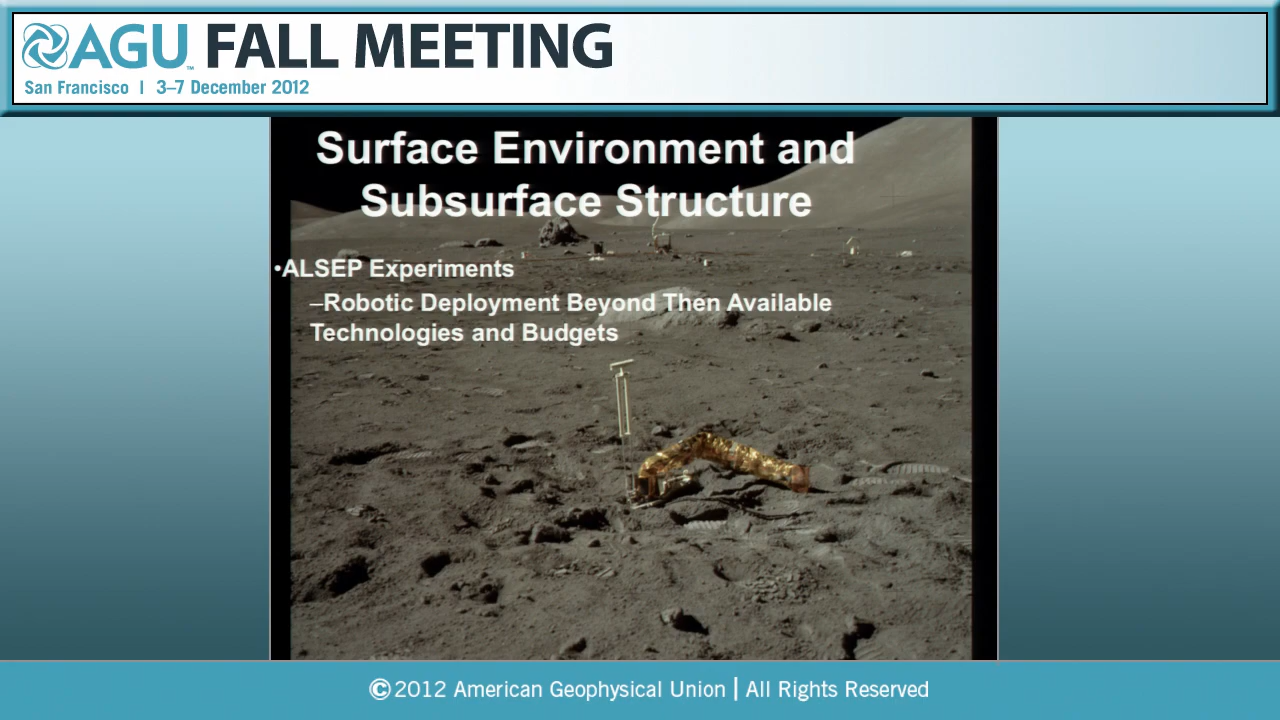 AGU™ FALL MEETING
San Francisco | 3–7 December 2012
Surface Environment and
Subsurface Structure
•ALSEP Experiments
–Robotic Deployment Beyond Then Available
Technologies and Budgets
©2012 American Geophysical Union | All Rights Reserved